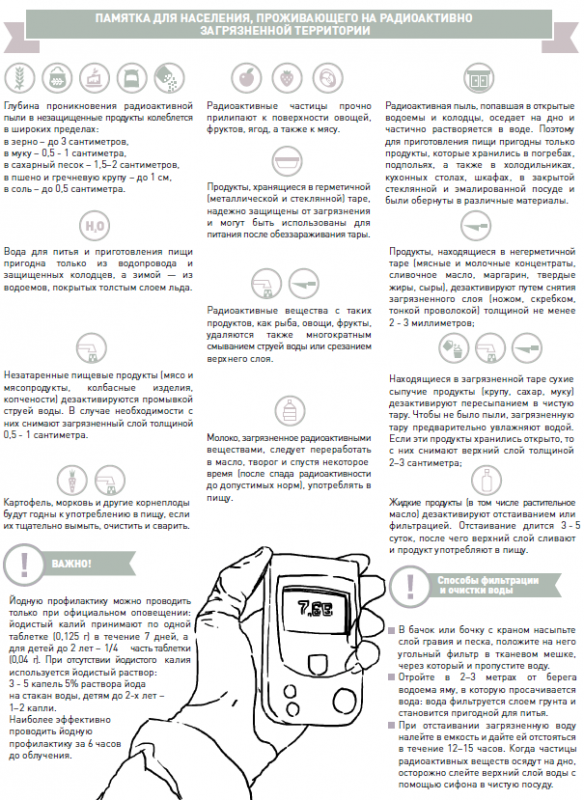 ПАМЯТКА ДЛЯ НАСЕЛЕНИЯ, ПРОЖИВАЮЩЕГО НА РАДИОАКТИВНО
ЗАГРЯЗНЕННОЙ ТЕРРИТОРИИ
Глубина проникновения радиоактивной
пыли в незащищенные продукты колеблется
в широких пределах:
в зерно – до 3 сантиметров,
в муку – 0,5 - 1 сантиметра,
в сахарный песок – 1,5–2 сантиметров,
в пшено и гречневую крупу – до 1 см,
в соль – до 0,5 сантиметра.
H₂O
Вода для питья и приготовления пищи
пригодна только из водопровода и
защищенных колодцев, а зимой — из
водоемов, покрытых толстым слоем льда.
Незатаренные пищевые продукты (мясо и
мясопродукты, колбасные изделия,
копчености) дезактивируются промывкой
струей воды. В случае необходимости с
них снимают загрязненный слой толщиной
0,5 - 1 сантиметра.
Картофель, морковь и другие корнеплоды
будут годны к употреблению в пищу, если
их тщательно вымыть, очистить и сварить.
Радиоактивные частицы прочно
прилипают к поверхности овощей,
фруктов, ягод, а также к мясу.
Продукты, хранящиеся в герметичной
(металлической и стеклянной) таре,
надежно защищены от загрязнения
и могут быть использованы для
питания после обеззараживания тары.
Радиоактивные вещества с таких
продуктов, как рыба, овощи, фрукты,
удаляются также многократным
смыванием струей воды или срезанием
верхнего слоя.
Молоко, загрязненное радиоактивными
веществами, следует переработать
в масло, творог и спустя некоторое
время (после спада радиоактивности
до допустимых норм), употреблять в
пищу.
Радиоактивная пыль, попавшая в открытые
водоемы и колодцы, оседает на дно и
частично растворяется в воде. Поэтому
для приготовления пищи пригодны только
продукты, которые хранились в погребах,
подпольях, а также в холодильниках,
кухонных столах, шкафах, в закрытой
стеклянной и эмалированной посуде и
были обернуты в различные материалы.
Продукты, находящиеся в негерметичной
таре (мясные и молочные концентраты,
сливочное масло, маргарин, твердые
жиры, сыры), дезактивируют путем снятия
загрязненного слоя (ножом, скребком,
тонкой проволокой) толщиной не менее
2 - 3 миллиметров;
Находящиеся в загрязненной таре сухие
сыпучие продукты (крупу, сахар, муку)
дезактивируют пересыпанием в чистую
тару. Чтобы не было пыли, загрязненную
тару предварительно увлажняют водой.
Если эти продукты хранились открыто, то
с них снимают верхний слой толщиной
2–3 сантиметра;
Жидкие продукты (в том числе растительное
масло) дезактивируют отстаиванием или
фильтрацией. Отстаивание длится 3 - 5
суток, после чего верхний слой сливают
и продукт употребляют в пищу.
! ВАЖНО!
Йодную профилактику можно проводить
только при официальном оповещении:
йодистый калий принимают по одной
таблетке (0,125 г) в течение 7 дней, а
для детей до 2 лет – 1/4 часть таблетки
(0,04 г). При отсутствии йодистого калия
используется йодистый раствор:
3 - 5 капель 5% раствора йода
на стакан воды, детям до 2-х лет –
1–2 капли.
Наиболее эффективно
проводить йодную
профилактику за 6 часов
до облучения.
! Способы фильтрации
и очистки воды
В бачок или бочку с краном насыпьте
слой гравия и песка, положите на него
угольный фильтр в тканевом мешке,
через который и пропустите воду.
Отройте в 2–3 метрах от берега
водоема яму, в которую просачивается
вода: вода фильтруется слоем грунта и
становится пригодной для питья.
При отстаивании загрязненную воду
налейте в емкость и дайте ей отстояться
в течение 12–15 часов. Когда частицы
радиоактивных веществ осядут на дно,
осторожно слейте верхний слой воды с
помощью сифона в чистую посуду.